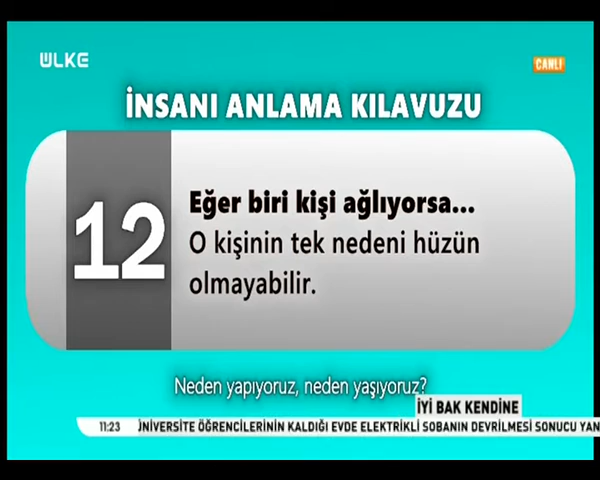 ÜLKE
CANLI
İNSANI ANLAMA KILAVUZU
12
Eğer biri kişi ağlıyorsa...
O kişinin tek nedeni hüzün
olmayabilir.
Neden yapıyoruz, neden yaşıyoruz?
İYİ BAK KENDİNE
11:23 ÜNİVERSİTE ÖĞRENCİLERİNİN KALDIĞI EVDE ELEKTRİKLİ SOBANIN DEVRİLMESİ SONUCU YAN